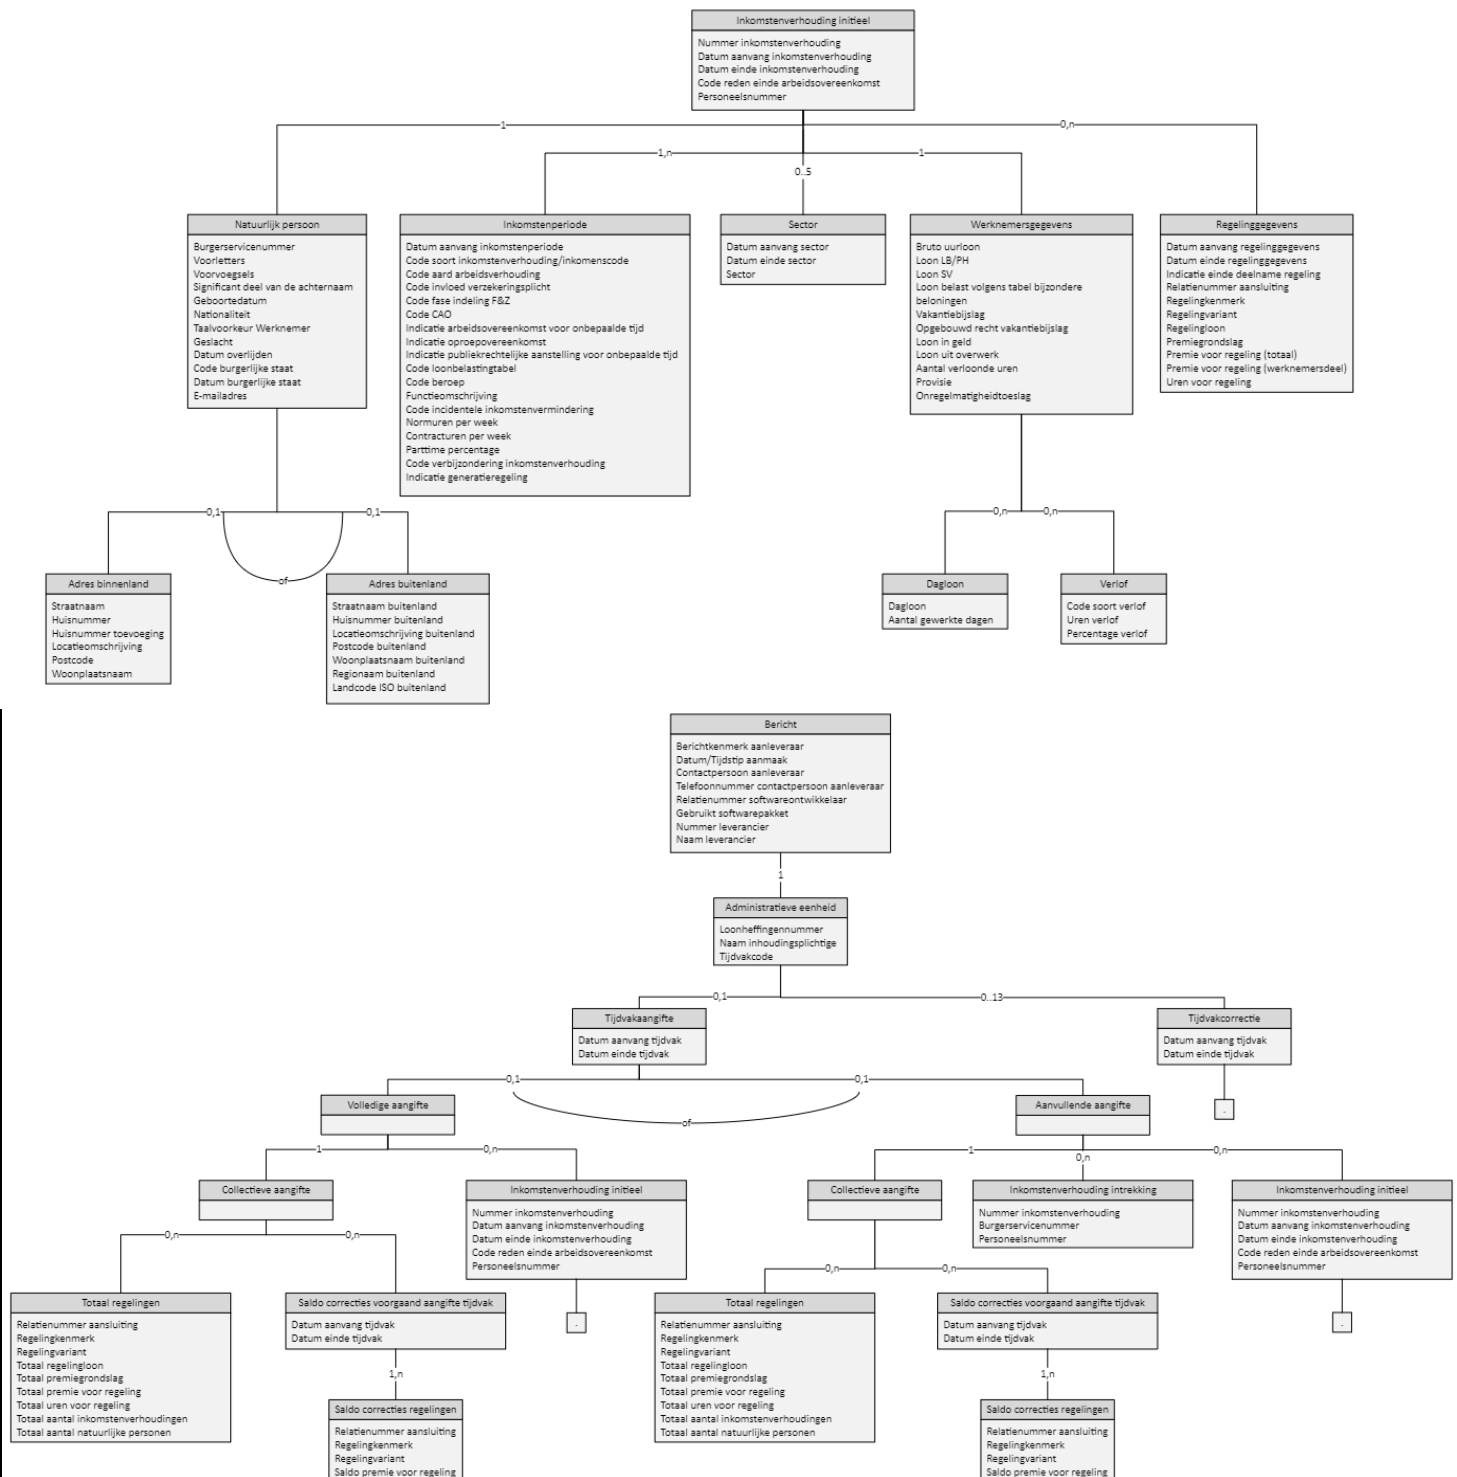 Inkomstenverhouding initieel
Nummer inkomstenverhouding
Datum aanvang inkomstenverhouding
Datum einde inkomstenverhouding
Code reden einde arbeidsovereenkomst
Personeelsnummer
1
0,n
1,n
1
0..5
Natuurlijk persoon
Burgerservicenummer
Voorletters
Voorvoegsels
Significant deel van de achternaam
Geboortedatum
Nationaliteit
Taalvoorkeur Werknemer
Geslacht
Datum overlijden
Code burgerlijke staat
Datum burgerlijke staat
E-mailadres
Inkomstenperiode
Datum aanvang inkomstenperiode
Code soort inkomstenverhouding/inkomenscode
Code aard arbeidsverhouding
Code invloed verzekeringsplicht
Code fase indeling F&Z
Code CAO
Indicatie arbeidsovereenkomst voor onbepaalde tijd
Indicatie oproepovereenkomst
Indicatie publiekrechtelijke aanstelling voor onbepaalde tijd
Code loonbelastingtabel
Code beroep
Functieomschrijving
Code incidentele inkomstenvermindering
Normuren per week
Contracturen per week
Parttime percentage
Code verbijzondering inkomstenverhouding
Indicatie generatieregeling
Sector
Datum aanvang sector
Datum einde sector
Sector
Werknemersgegevens
Bruto uurloon
Loon LB/PH
Loon SV
Loon belast volgens tabel bijzondere
beloningen
Vakantiebijslag
Opgebouwd recht vakantiebijslag
Loon in geld
Loon uit overwerk
Aantal verloonde uren
Provisie
Onregelmatigheidtoeslag
Regelinggegevens
Datum aanvang regelinggegevens
Datum einde regelinggegevens
Indicatie einde deelname regeling
Relatienummer aansluiting
Regelingkenmerk
Regelingvariant
Regelingloon
Premiegrondslag
Premie voor regeling (totaal)
Premie voor regeling (werknemersdeel)
Uren voor regeling
0,1
0,1
of
0,n
0,n
Adres binnenland
Straatnaam
Huisnummer
Huisnummer toevoeging
Locatieomschrijving
Postcode
Woonplaatsnaam
Adres buitenland
Straatnaam buitenland
Huisnummer buitenland
Locatieomschrijving buitenland
Postcode buitenland
Woonplaatsnaam buitenland
Regionaam buitenland
Landcode ISO buitenland
Dagloon
Dagloon
Aantal gewerkte dagen
Verlof
Code soort verlof
Uren verlof
Percentage verlof
Bericht
Berichtkenmerk aanleveraar
Datum/Tijdstip aanmaak
Contactpersoon aanleveraar
Telefoonnummer contactpersoon aanleveraar
Relatienummer softwareontwikkelaar
Gebruikt softwarepakket
Nummer leverancier
Naam leverancier
1
Administratieve eenheid
Loonheffingennummer
Naam inhoudingsplichtige
Tijdvakcode
0,1
0..13
Tijdvakaangifte
Datum aanvang tijdvak
Datum einde tijdvak
Tijdvakcorrectie
Datum aanvang tijdvak
Datum einde tijdvak
.
0,1
0,1
of
Volledige aangifte
Aanvullende aangifte
1
0,n
1
0,n
0,n
Collectieve aangifte
Inkomstenverhouding initieel
Nummer inkomstenverhouding
Datum aanvang inkomstenverhouding
Datum einde inkomstenverhouding
Code reden einde arbeidsovereenkomst
Personeelsnummer
.
Collectieve aangifte
Inkomstenverhouding intrekking
Nummer inkomstenverhouding
Burgerservicenummer
Personeelsnummer
Inkomstenverhouding initieel
Nummer inkomstenverhouding
Datum aanvang inkomstenverhouding
Datum einde inkomstenverhouding
Code reden einde arbeidsovereenkomst
Personeelsnummer
.
0,n
0,n
0,n
0,n
Totaal regelingen
Relatienummer aansluiting
Regelingkenmerk
Regelingvariant
Totaal regelingloon
Totaal premiegrondslag
Totaal premie voor regeling
Totaal uren voor regeling
Totaal aantal inkomstenverhoudingen
Totaal aantal natuurlijke personen
Saldo correcties voorgaand aangifte tijdvak
Datum aanvang tijdvak
Datum einde tijdvak
1,n
Saldo correcties regelingen
Relatienummer aansluiting
Regelingkenmerk
Regelingvariant
Saldo premie voor regeling
Totaal regelingen
Relatienummer aansluiting
Regelingkenmerk
Regelingvariant
Totaal regelingloon
Totaal premiegrondslag
Totaal premie voor regeling
Totaal uren voor regeling
Totaal aantal inkomstenverhoudingen
Totaal aantal natuurlijke personen
Saldo correcties voorgaand aangifte tijdvak
Datum aanvang tijdvak
Datum einde tijdvak
1,n
Saldo correcties regelingen
Relatienummer aansluiting
Regelingkenmerk
Regelingvariant
Saldo premie voor regeling